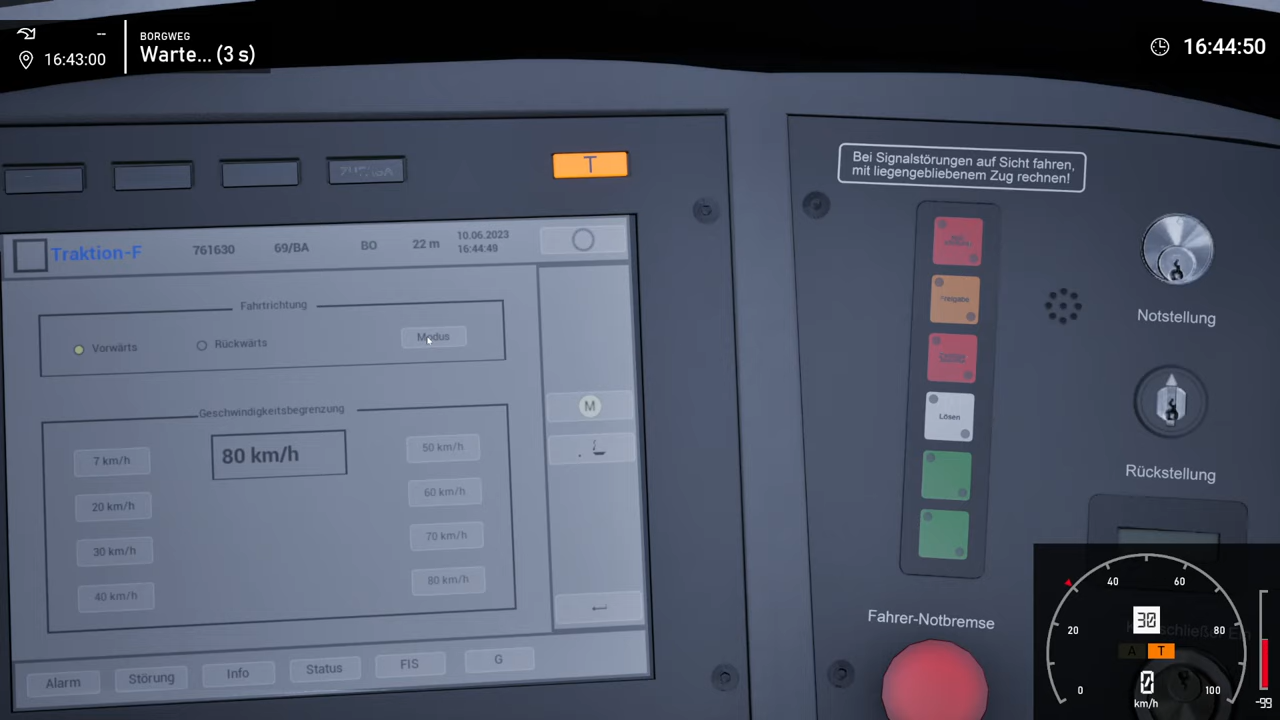 --
16:43:00
BORGWEG
Warte... (3 s)
16:44:50
T
Bei Signalstörungen auf Sicht fahren,
mit liegengebliebenem Zug rechnen!
Traktion-F
761630
69/BA
BO
22 m
10.06.2023
16:44:49
Fahrtrichtung
Vorwärts
Rückwärts
Modus
Geschwindigkeitsbegrenzung
80 km/h
7 km/h
20 km/h
30 km/h
40 km/h
50 km/h
60 km/h
70 km/h
80 km/h
M
Alarm
Störung
Info
Status
FIS
G
Freigabe
Lösen
Notstellung
Rückstellung
Fahrer-Notbremse
0
20
40
60
80
100
30
A
T
0
km/h
-99